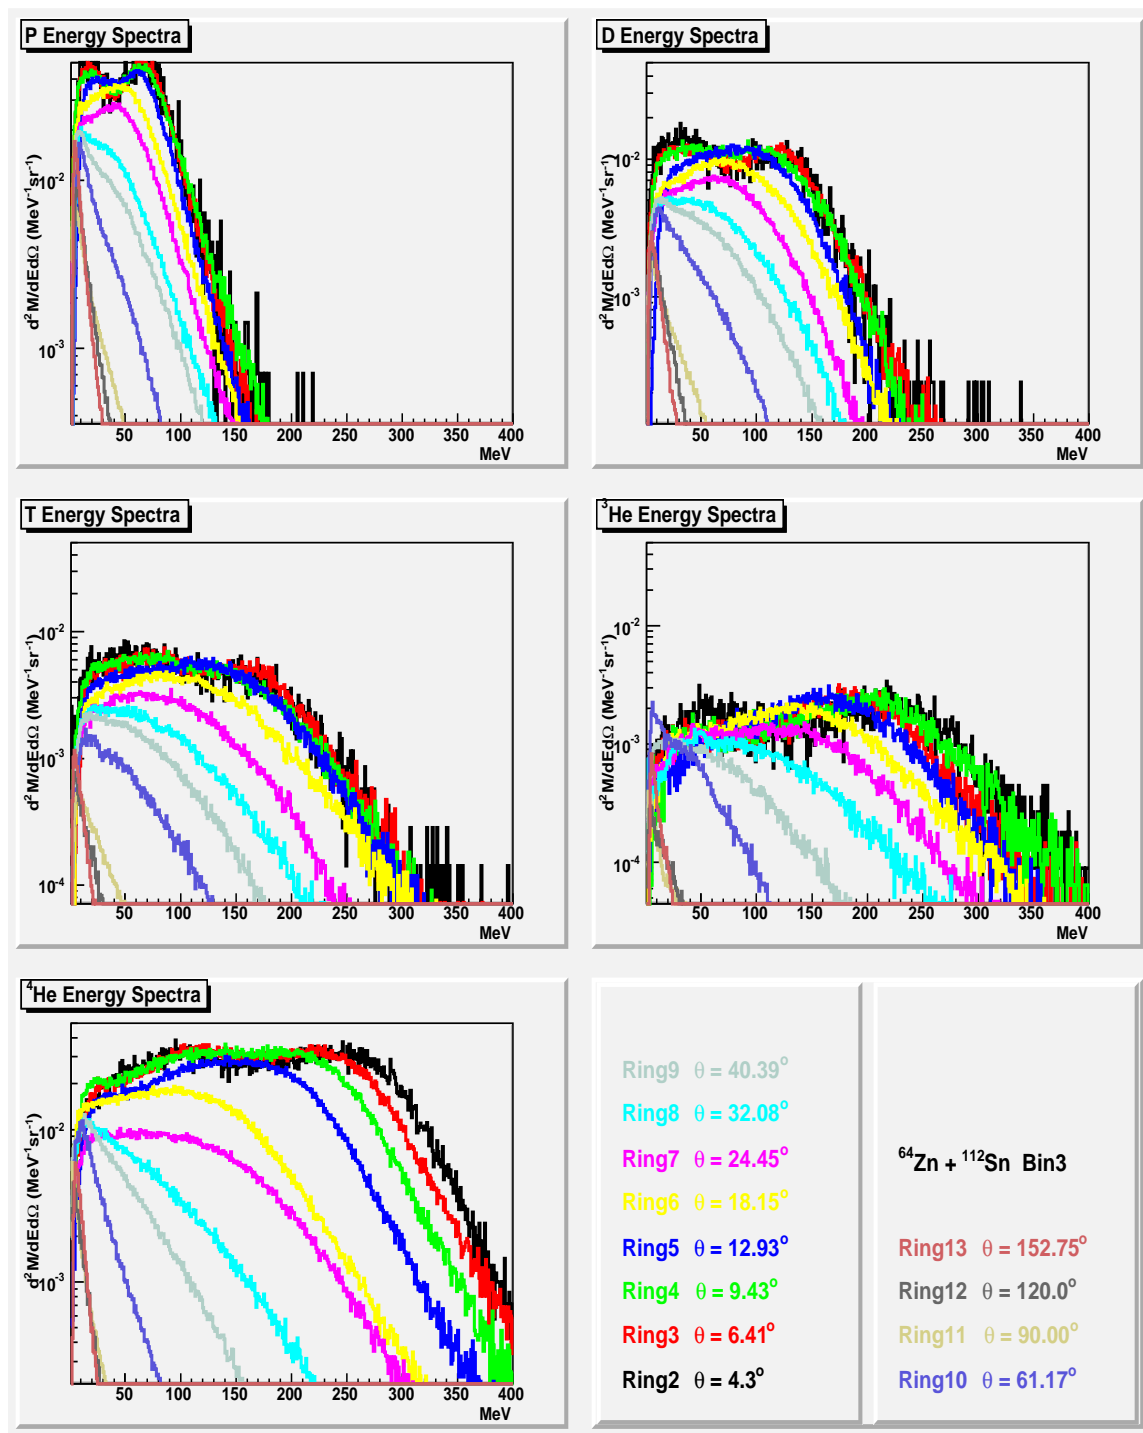 P Energy Spectra
d²M/dEdΩ (MeV⁻¹sr⁻¹)
10⁻²
10⁻³
50 100 150 200 250 300 350 400
MeV
D Energy Spectra
d²M/dEdΩ (MeV⁻¹sr⁻¹)
10⁻²
10⁻³
50 100 150 200 250 300 350 400
MeV
T Energy Spectra
d²M/dEdΩ (MeV⁻¹sr⁻¹)
10⁻²
10⁻³
10⁻⁴
50 100 150 200 250 300 350 400
MeV
³He Energy Spectra
d²M/dEdΩ (MeV⁻¹sr⁻¹)
10⁻²
10⁻³
10⁻⁴
50 100 150 200 250 300 350 400
MeV
⁴He Energy Spectra
d²M/dEdΩ (MeV⁻¹sr⁻¹)
10⁻²
10⁻³
50 100 150 200 250 300 350 400
MeV
Ring9 θ = 40.39°
Ring8 θ = 32.08°
Ring7 θ = 24.45°
Ring6 θ = 18.15°
Ring5 θ = 12.93°
Ring4 θ = 9.43°
Ring3 θ = 6.41°
Ring2 θ = 4.3°
⁶⁴Zn + ¹¹²Sn Bin3
Ring13 θ = 152.75°
Ring12 θ = 120.0°
Ring11 θ = 90.00°
Ring10 θ = 61.17°